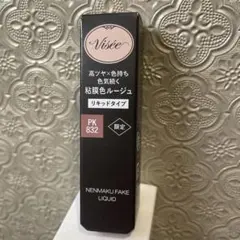 Visée
高ツヤ×色持ち
色気続く
粘膜色ルージュ
リキッドタイプ
PK
832
限定
NENMAKU FAKE
LIQUID